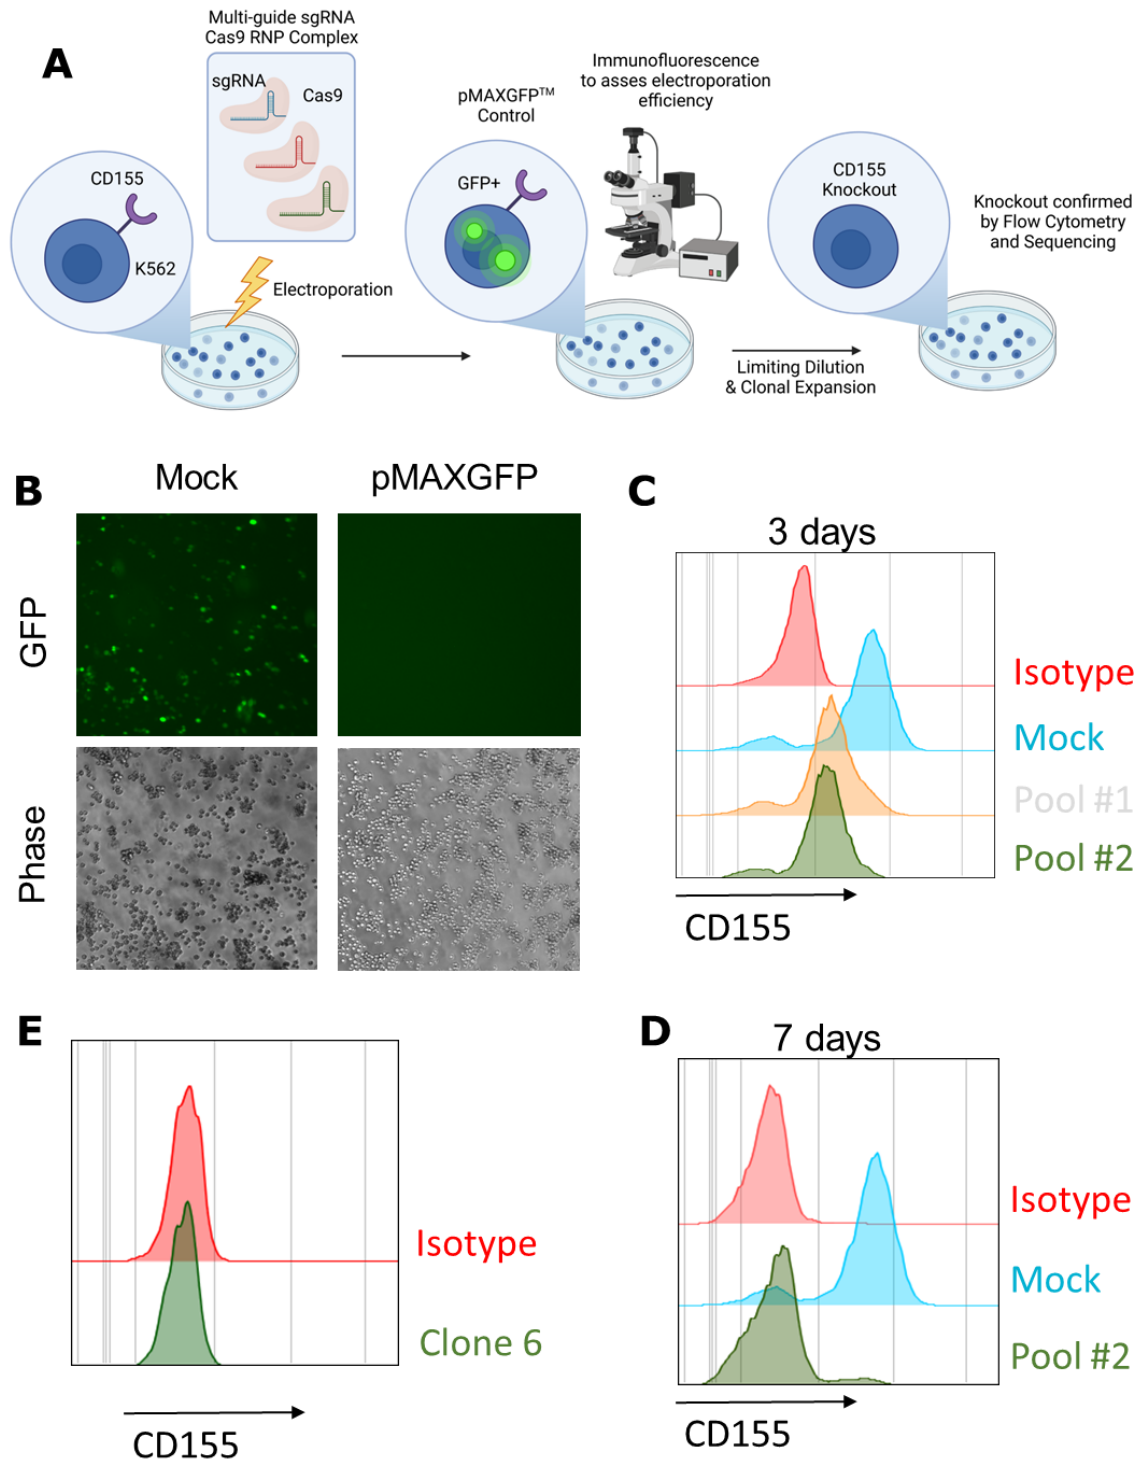 A
Multi-guide sgRNA
Cas9 RNP Complex
sgRNA
Cas9
CD155
K562
Electroporation
pMAXGFP™
Control
GFP+
Immunofluorescence
to asses electroporation
efficiency
Limiting Dilution
& Clonal Expansion
CD155
Knockout
Knockout confirmed
by Flow Cytometry
and Sequencing
B
Mock
pMAXGFP
GFP
Phase
C
3 days
Isotype
Mock
Pool #1
Pool #2
CD155
E
Isotype
Clone 6
CD155
D
7 days
Isotype
Mock
Pool #2
CD155